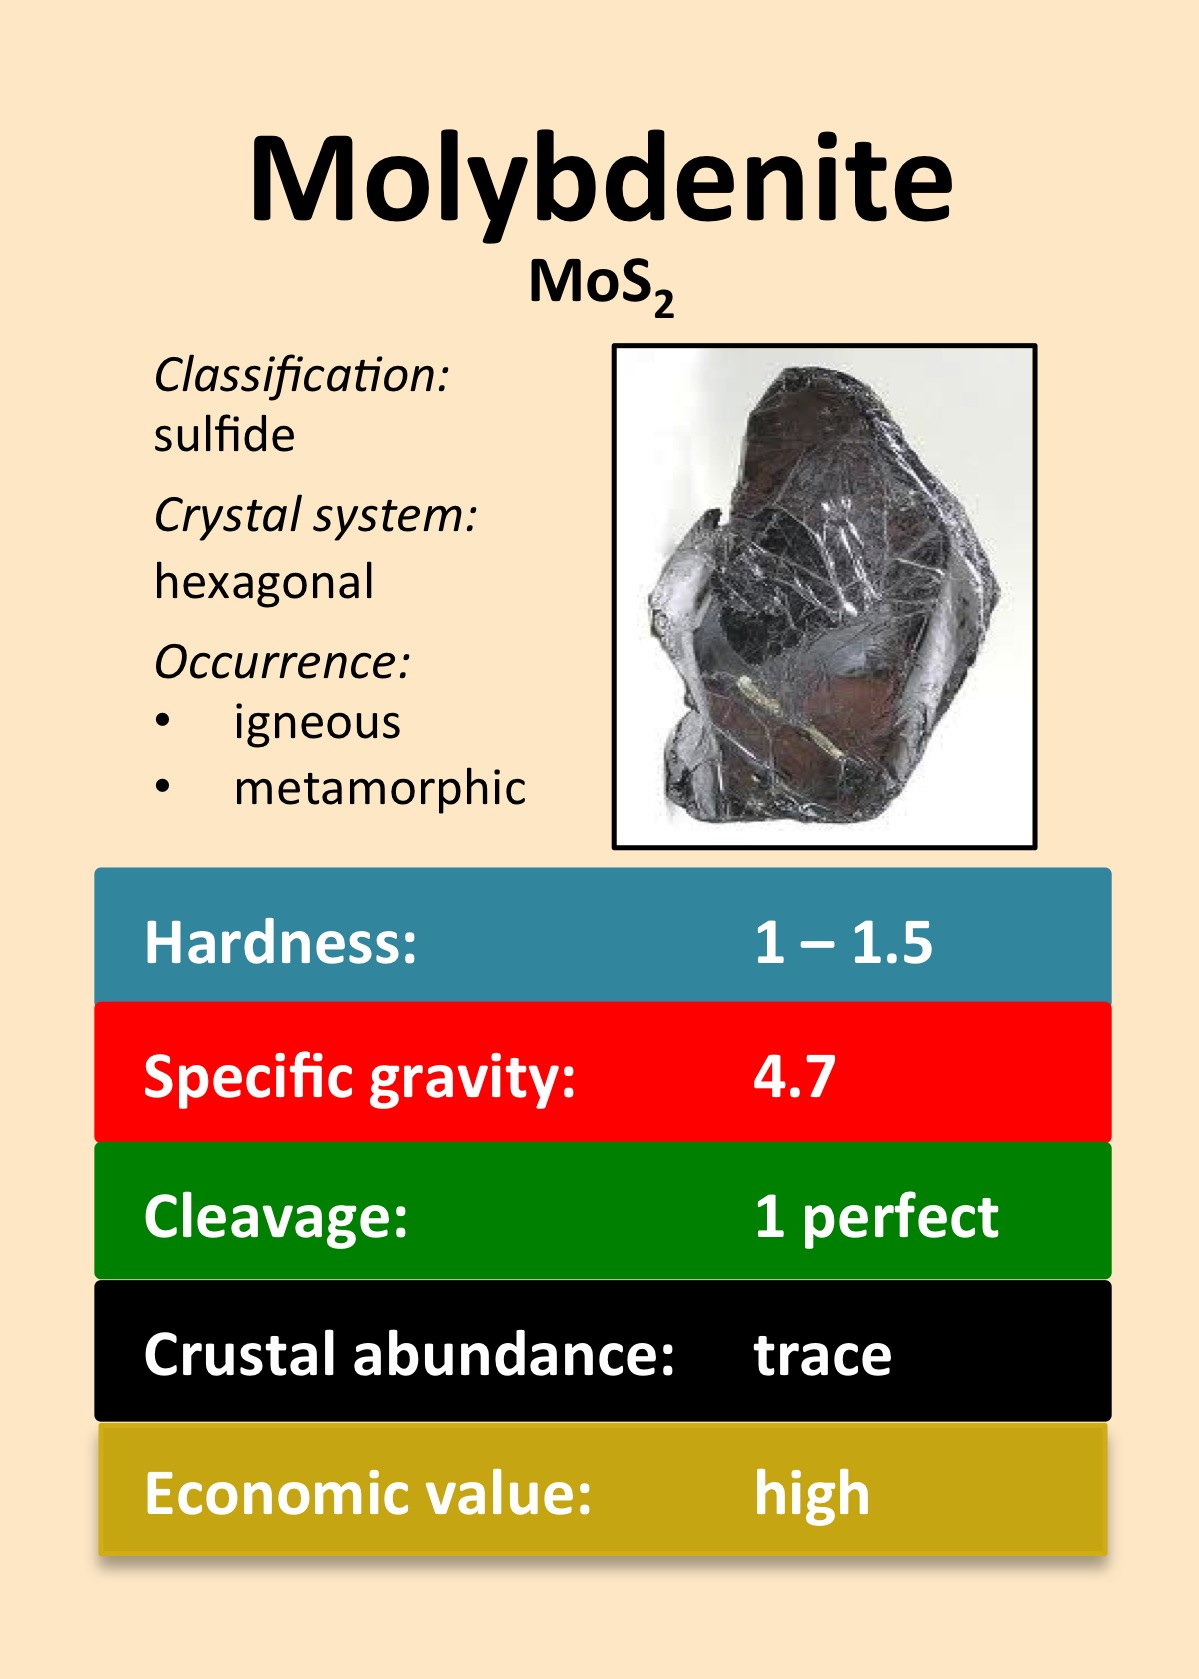 Molybdenite
MoS₂
Classification:
sulfide
Crystal system:
hexagonal
Occurrence:
• igneous
• metamorphic
Hardness: 1 – 1.5
Specific gravity: 4.7
Cleavage: 1 perfect
Crustal abundance: trace
Economic value: high